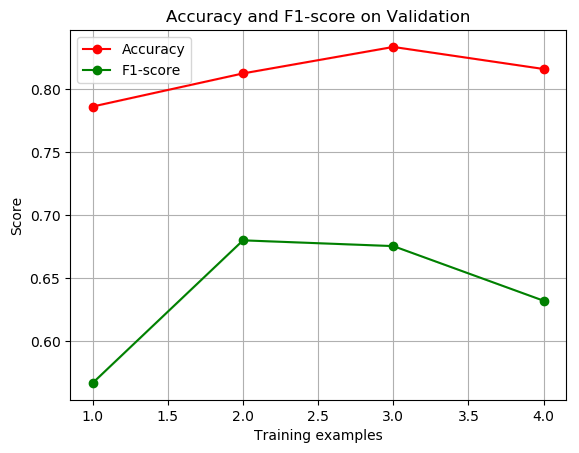 Accuracy and F1-score on Validation
Accuracy
F1-score
0.80
0.75
0.70
0.65
0.60
Score
1.0 1.5 2.0 2.5 3.0 3.5 4.0
Training examples